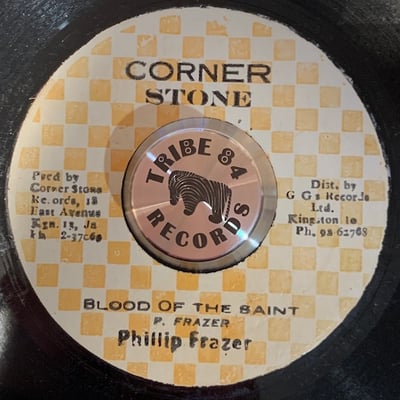 CORNER
STONE
TRIBE 84
RECORDS
Prod by
Corner Stone
Records, 18
East Avenue
Kgn. 13, Ja
Ph
Dist. by
G G s Records
Ltd.
Kingston 10
Ph. 92 62768
BLOOD OF THE SAINT
P. FRAZER
Phillip Frazer